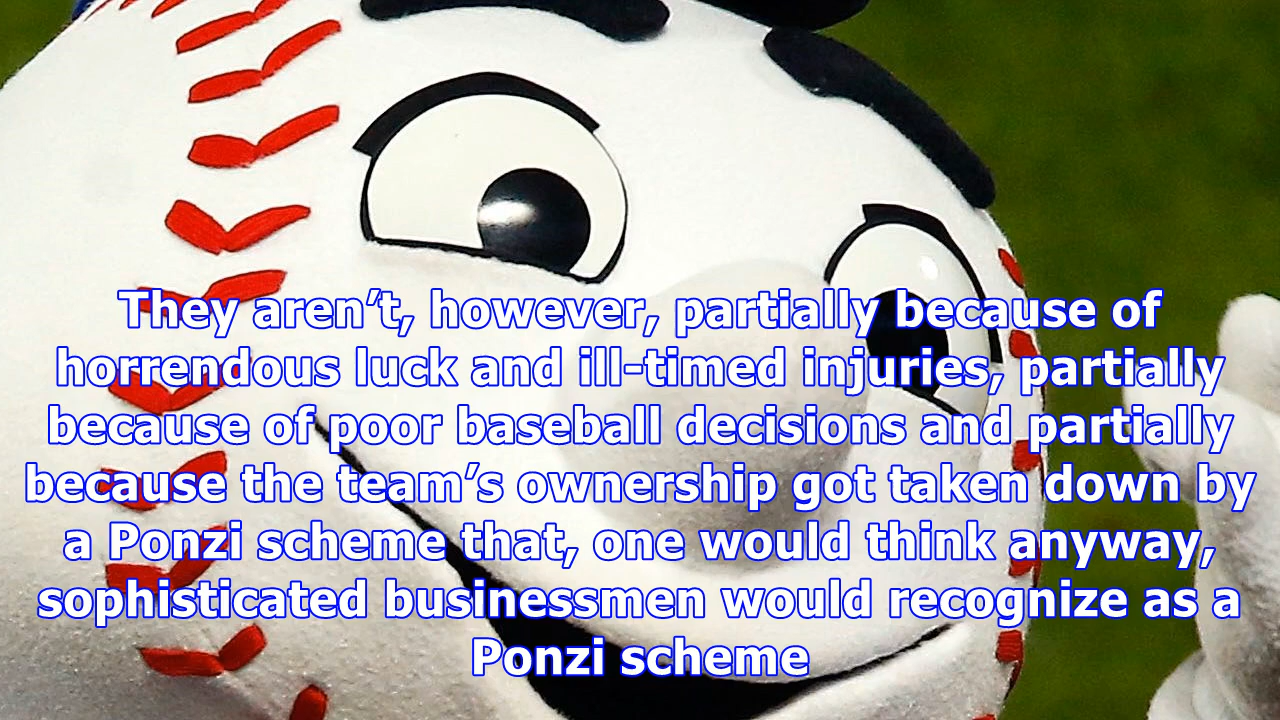 They aren’t, however, partially because of
horrendous luck and ill-timed injuries, partially
because of poor baseball decisions and partially
because the team’s ownership got taken down by
a Ponzi scheme that, one would think anyway,
sophisticated businessmen would recognize as a
Ponzi scheme